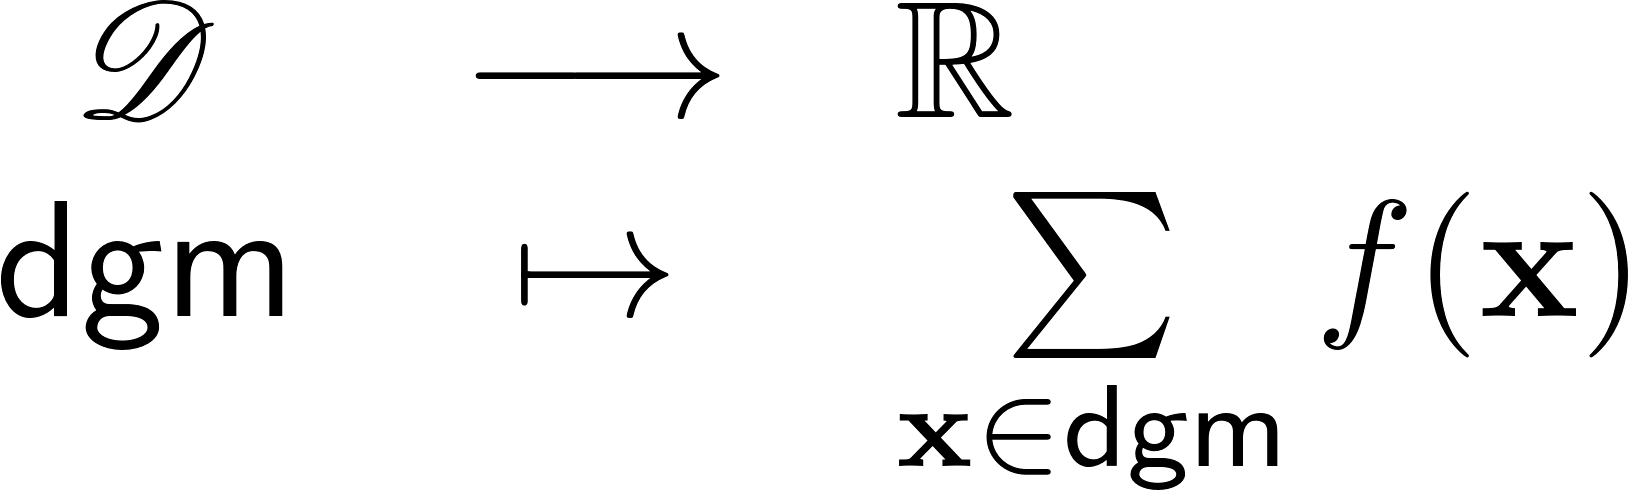 𝒟 ⟶ ℝ
dgm ↦ ∑ f(𝐱)
𝐱∈dgm